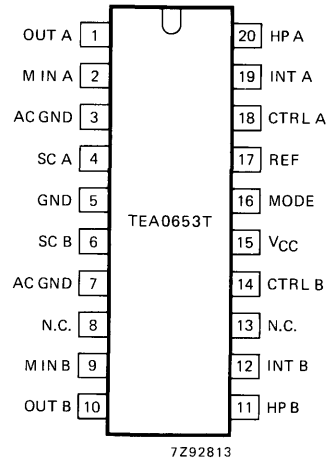 OUT A 1 20 HP A
M IN A 2 19 INT A
AC GND 3 18 CTRL A
SC A 4 17 REF
GND 5 16 MODE
TEA0653T
SC B 6 15 VCC
AC GND 7 14 CTRL B
N.C. 8 13 N.C.
M IN B 9 12 INT B
OUT B 10 11 HP B
7Z92813